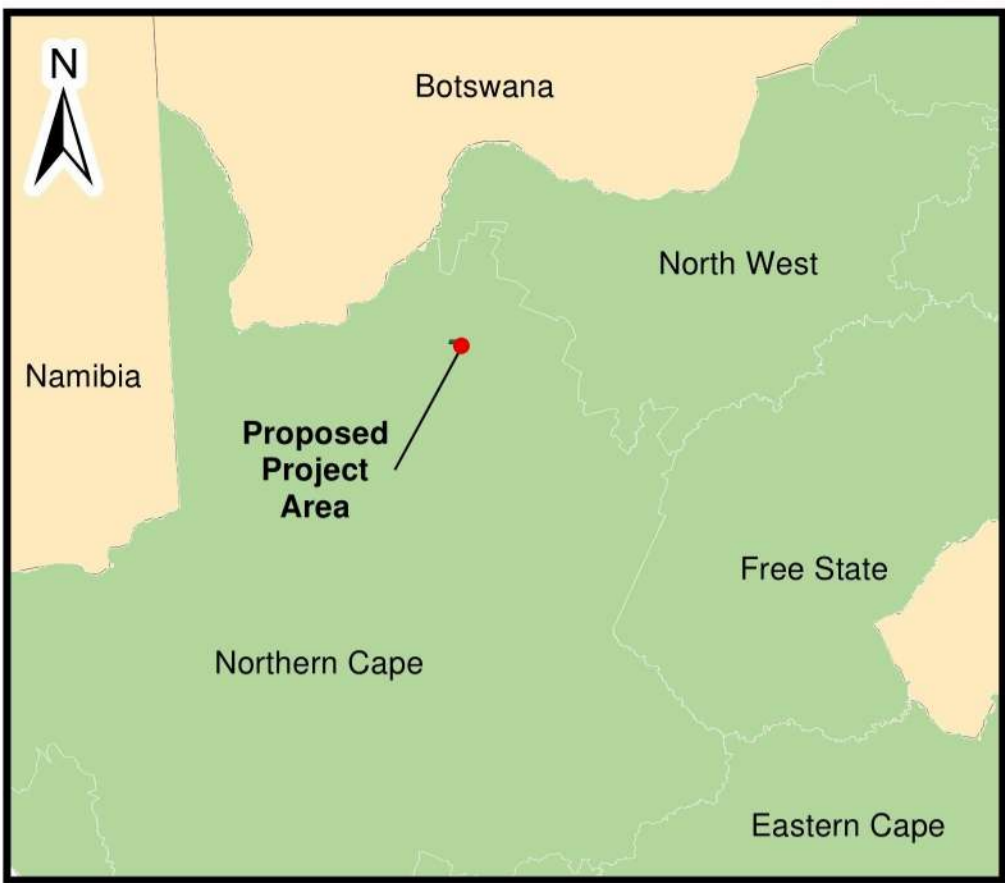 N
Botswana
North West
Namibia
Proposed
Project
Area
Free State
Northern Cape
Eastern Cape